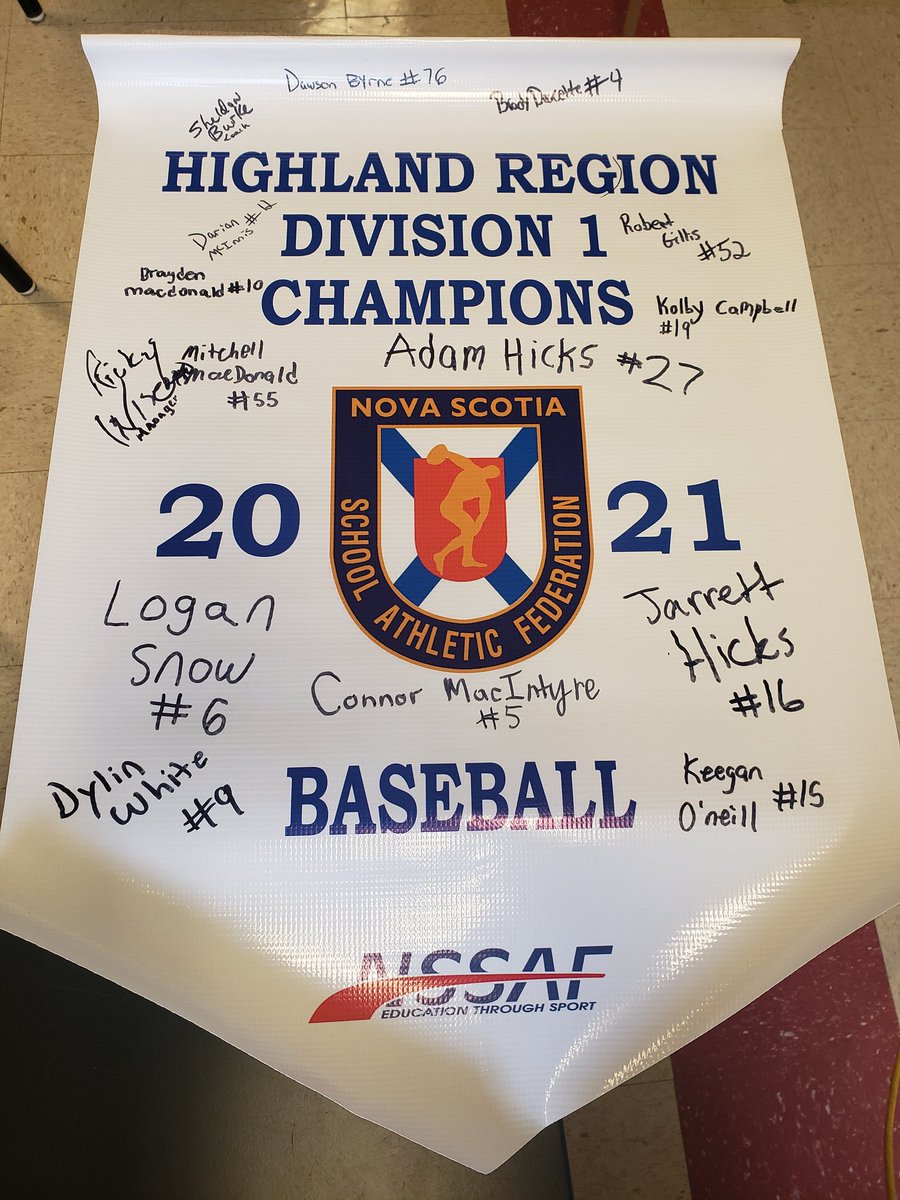 Dawson Byrne #76
Brody Doucette #4
Sheldon
Burke
coach
HIGHLAND REGION
Darian
McInnis #12
DIVISION 1
Robert
Gillis
#52
Brayden
macdonald #10
CHAMPIONS
Kolby Campbell
#19
Ricky
Manager
Mitchell
MacDonald
#55
Adam Hicks #27
NOVA SCOTIA
SCHOOL ATHLETIC FEDERATION
20 21
Logan
Snow
#6
Jarrett
Hicks
#16
Connor MacIntyre
#5
Dylin
White
#9
BASEBALL
Keegan
O'neill #15
NSSAF
EDUCATION THROUGH SPORT